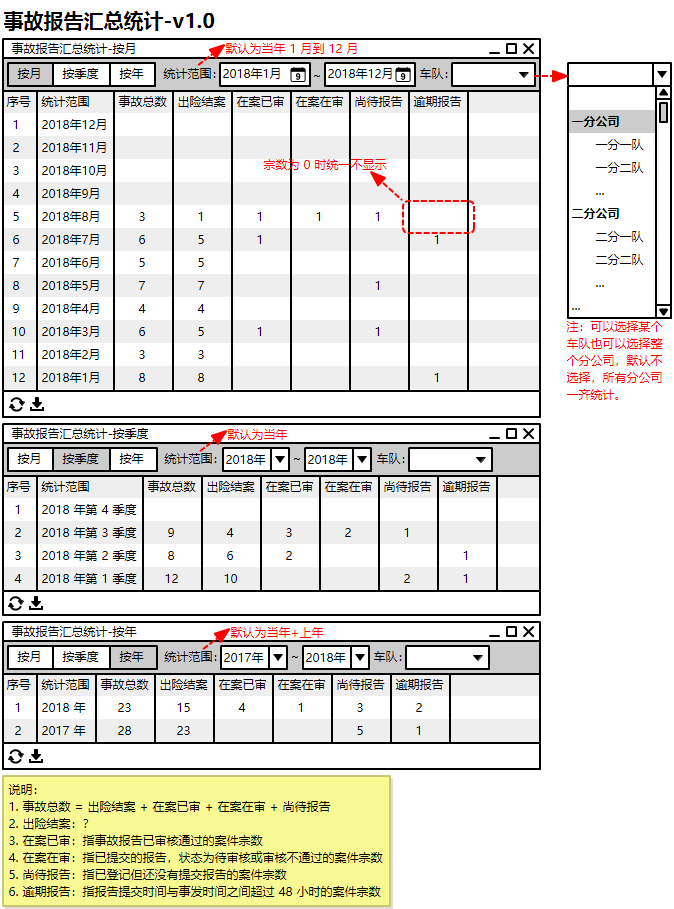 事故报告汇总统计-v1.0
事故报告汇总统计-按月
默认为当年 1 月到 12 月
按月 按季度 按年 统计范围: 2018年1月 9 ~ 2018年12月 9 车队:
序号 统计范围 事故总数 出险结案 在案已审 在案在审 尚待报告 逾期报告
1 2018年12月
2 2018年11月
3 2018年10月
宗数为 0 时统一不显示
4 2018年9月
5 2018年8月 3 1 1 1 1
6 2018年7月 6 5 1 1
7 2018年6月 5 5
8 2018年5月 7 7 1
9 2018年4月 4 4
10 2018年3月 6 5 1 1
11 2018年2月 3 3
12 2018年1月 8 8 1
一分公司
一分一队
一分二队
...
二分公司
二分一队
二分二队
...
...
注：可以选择某个
车队也可以选择整
个分公司，默认不
选择，所有分公司
一齐统计。
事故报告汇总统计-按季度
默认为当年
按月 按季度 按年 统计范围: 2018年 ~ 2018年 车队:
序号 统计范围 事故总数 出险结案 在案已审 在案在审 尚待报告 逾期报告
1 2018 年第 4 季度
2 2018 年第 3 季度 9 4 3 2 1
3 2018 年第 2 季度 8 6 2 1
4 2018 年第 1 季度 12 10 2 1
事故报告汇总统计-按年
默认为当年+上年
按月 按季度 按年 统计范围: 2017年 ~ 2018年 车队:
序号 统计范围 事故总数 出险结案 在案已审 在案在审 尚待报告 逾期报告
1 2018 年 23 15 4 1 3 2
2 2017 年 28 23 5 1
说明：
1. 事故总数 = 出险结案 + 在案已审 + 在案在审 + 尚待报告
2. 出险结案：?
3. 在案已审：指事故报告已审核通过的案件宗数
4. 在案在审：指已提交的报告，状态为待审核或审核不通过的案件宗数
5. 尚待报告：指已登记但还没有提交报告的案件宗数
6. 逾期报告：指报告提交时间与事发时间之间超过 48 小时的案件宗数